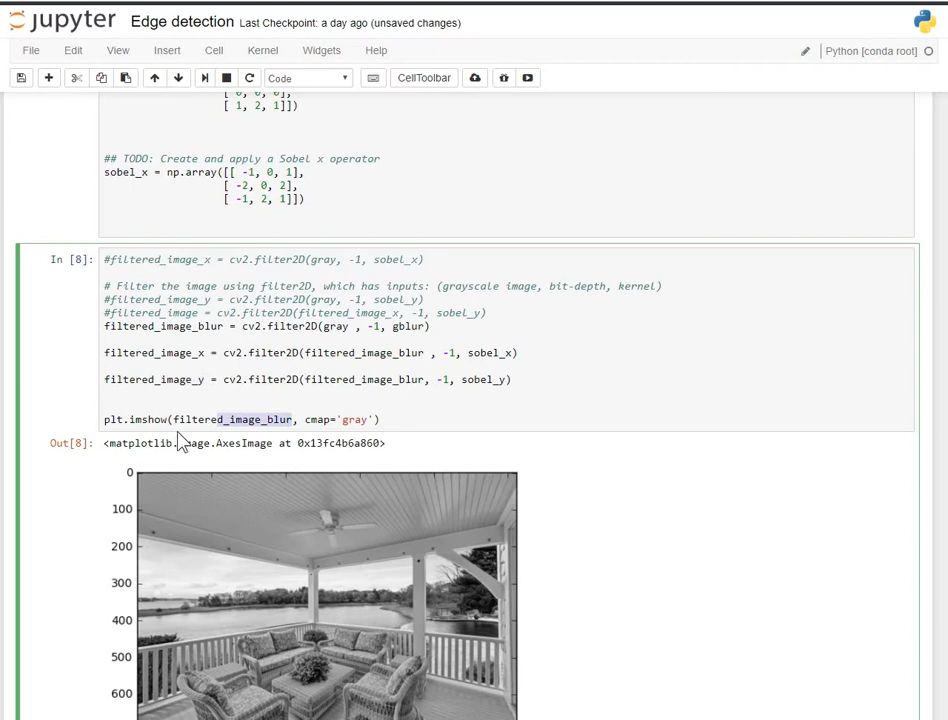 jupyter Edge detection Last Checkpoint: a day ago (unsaved changes)
File Edit View Insert Cell Kernel Widgets Help Python [conda root]
Code CellToolbar
[ 0, 0, 0],
[ 1, 2, 1]])
## TODO: Create and apply a Sobel x operator
sobel_x = np.array([[ -1, 0, 1],
[ -2, 0, 2],
[ -1, 2, 1]])
In [8]: #filtered_image_x = cv2.filter2D(gray, -1, sobel_x)
# Filter the image using filter2D, which has inputs: (grayscale image, bit-depth, kernel)
#filtered_image_y = cv2.filter2D(gray, -1, sobel_y)
#filtered_image = cv2.filter2D(filtered_image_x, -1, sobel_y)
filtered_image_blur = cv2.filter2D(gray , -1, gblur)
filtered_image_x = cv2.filter2D(filtered_image_blur , -1, sobel_x)
filtered_image_y = cv2.filter2D(filtered_image_blur, -1, sobel_y)
plt.imshow(filtered_image_blur, cmap='gray')
Out[8]: <matplotlib.image.AxesImage at 0x13fc4b6a860>
0
100
200
300
400
500
600